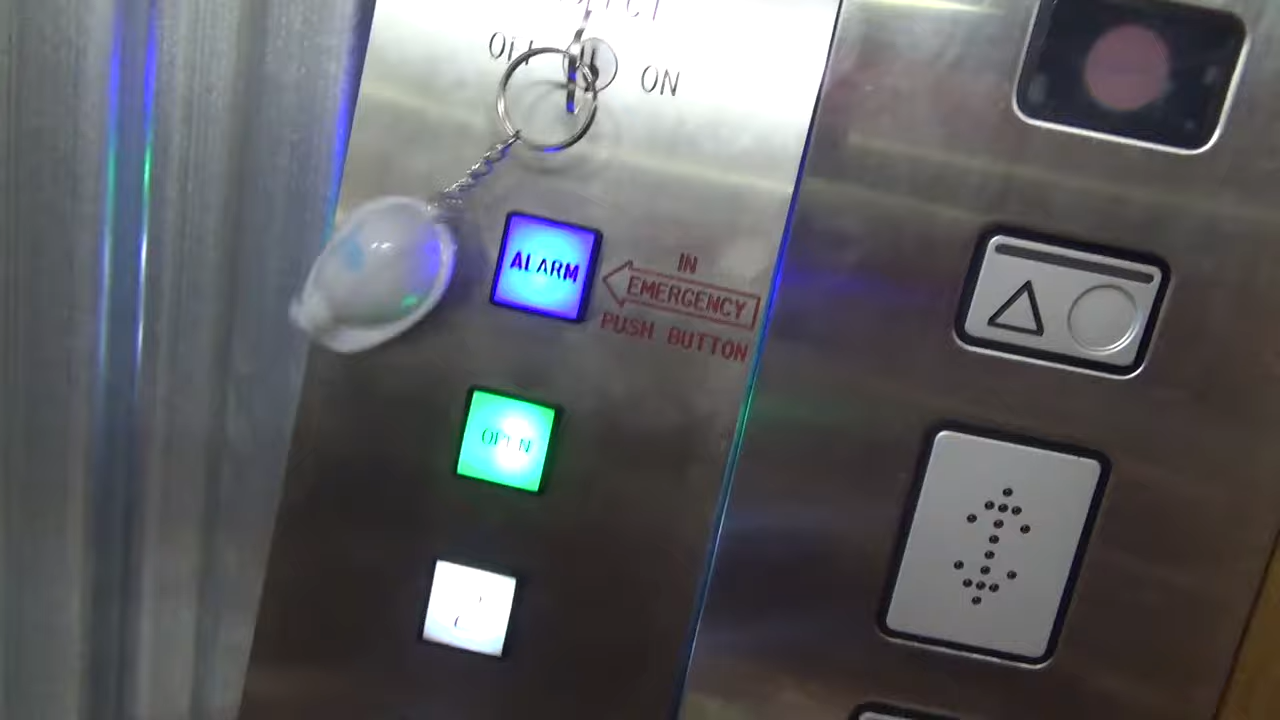 OFF
ON
ALARM
IN
EMERGENCY
PUSH BUTTON
OPEN